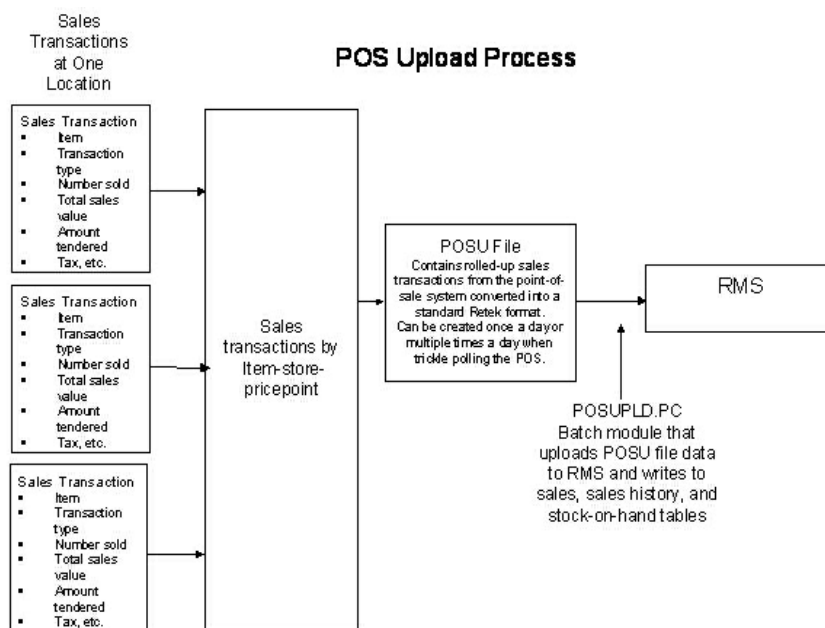 Sales
Transactions
at One
Location
POS Upload Process
Sales Transaction
▪ Item
▪ Transaction
type
▪ Number sold
▪ Total sales
value
▪ Amount
tendered
▪ Tax, etc.
Sales Transaction
▪ Item
▪ Transaction
type
▪ Number sold
▪ Total sales
value
▪ Amount
tendered
▪ Tax, etc.
Sales Transaction
▪ Item
▪ Transaction
type
▪ Number sold
▪ Total sales
value
▪ Amount
tendered
▪ Tax, etc.
Sales
transactions by
Item-store-
pricepoint
POSU File
Contains rolled-up sales
transactions from the point-of-
sale system converted into a
standard Retek format.
Can be created once a day or
multiple times a day when
trickle polling the POS.
RMS
POSUPLD.PC
Batch module that
uploads POSU file data
to RMS and writes to
sales, sales history, and
stock-on-hand tables